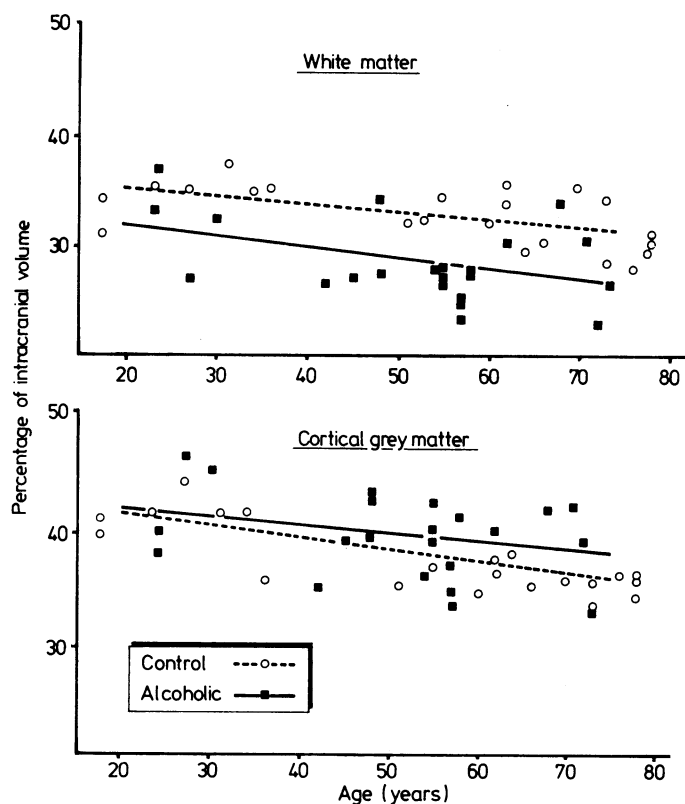 50
White matter
40
30
20 30 40 50 60 70 80
Percentage of intracranial volume
50
Cortical grey matter
40
30
Control
Alcoholic
20 30 40 50 60 70 80
Age (years)